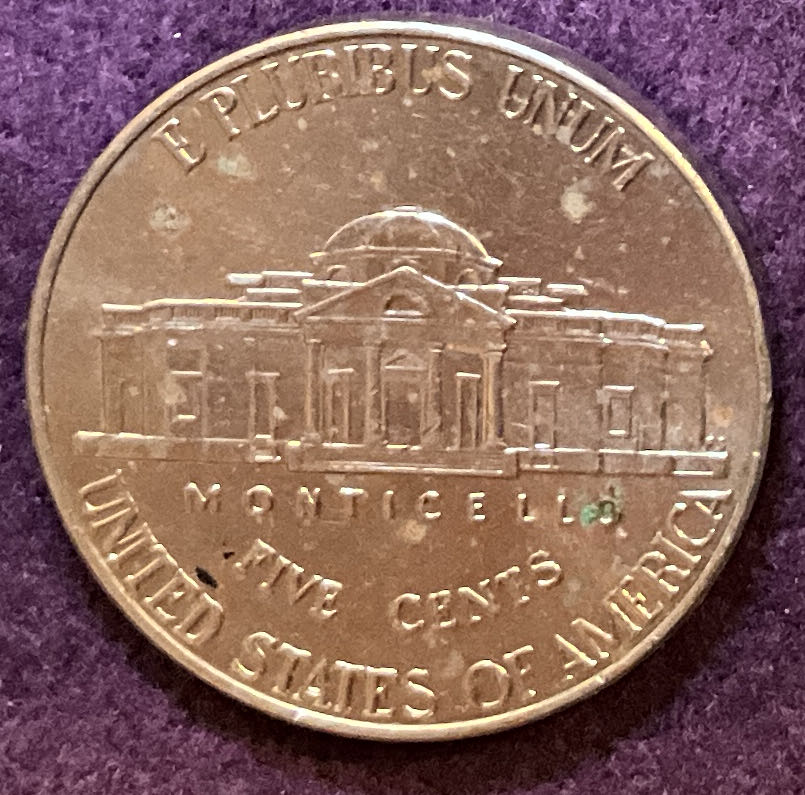 E PLURIBUS UNUM
MONTICELLO
FIVE CENTS
UNITED STATES OF AMERICA